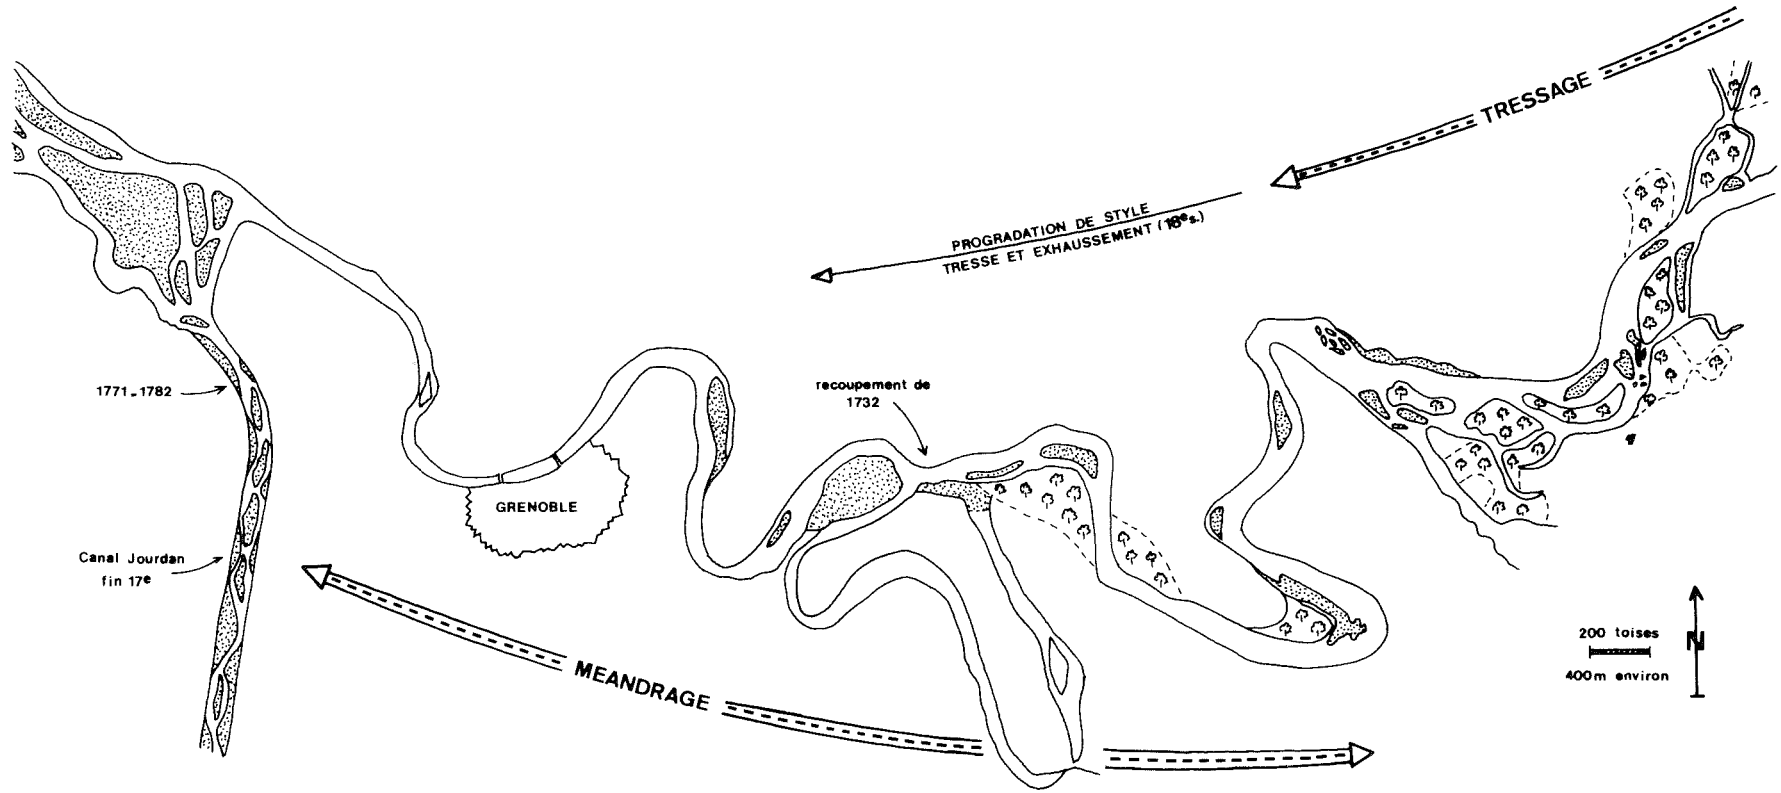 TRESSAGE
PROGRADATION DE STYLE
TRESSE ET EXHAUSSEMENT (18e s.)
1771-1782
recoupement de
1732
GRENOBLE
Canal Jourdan
fin 17e
MEANDRAGE
200 toises
400m environ
N